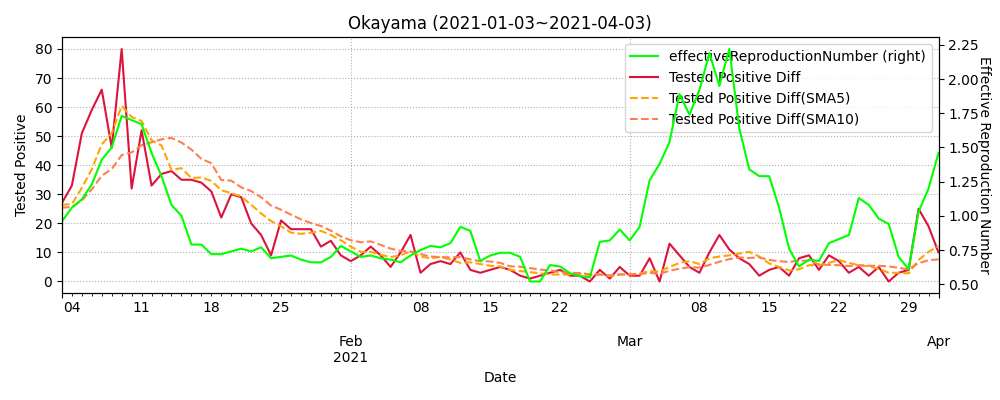 Okayama (2021-01-03~2021-04-03)
effectiveReproductionNumber (right)
Tested Positive Diff
Tested Positive Diff(SMA5)
Tested Positive Diff(SMA10)
Tested Positive
80
70
60
50
40
30
20
10
0
2.25
2.00
1.75
1.50
1.25
1.00
0.75
0.50
Effective Reproduction Number
04 11 18 25 08 15 22 08 15 22 29
Feb Mar Apr
2021
Date